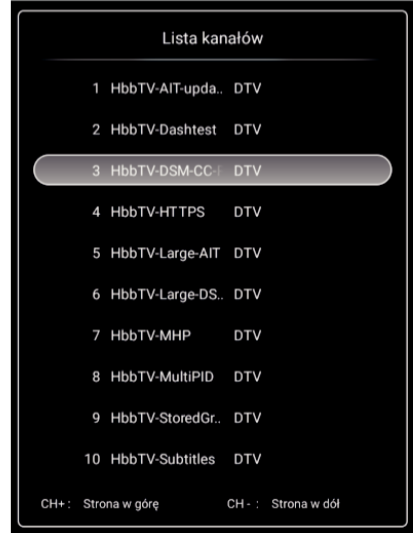 Lista kanałów
1 HbbTV-AIT-upda.. DTV
2 HbbTV-Dashtest DTV
3 HbbTV-DSM-CC- DTV
4 HbbTV-HTTPS DTV
5 HbbTV-Large-AIT DTV
6 HbbTV-Large-DS.. DTV
7 HbbTV-MHP DTV
8 HbbTV-MultiPID DTV
9 HbbTV-StoredGr.. DTV
10 HbbTV-Subtitles DTV
CH+ : Strona w górę CH - : Strona w dół